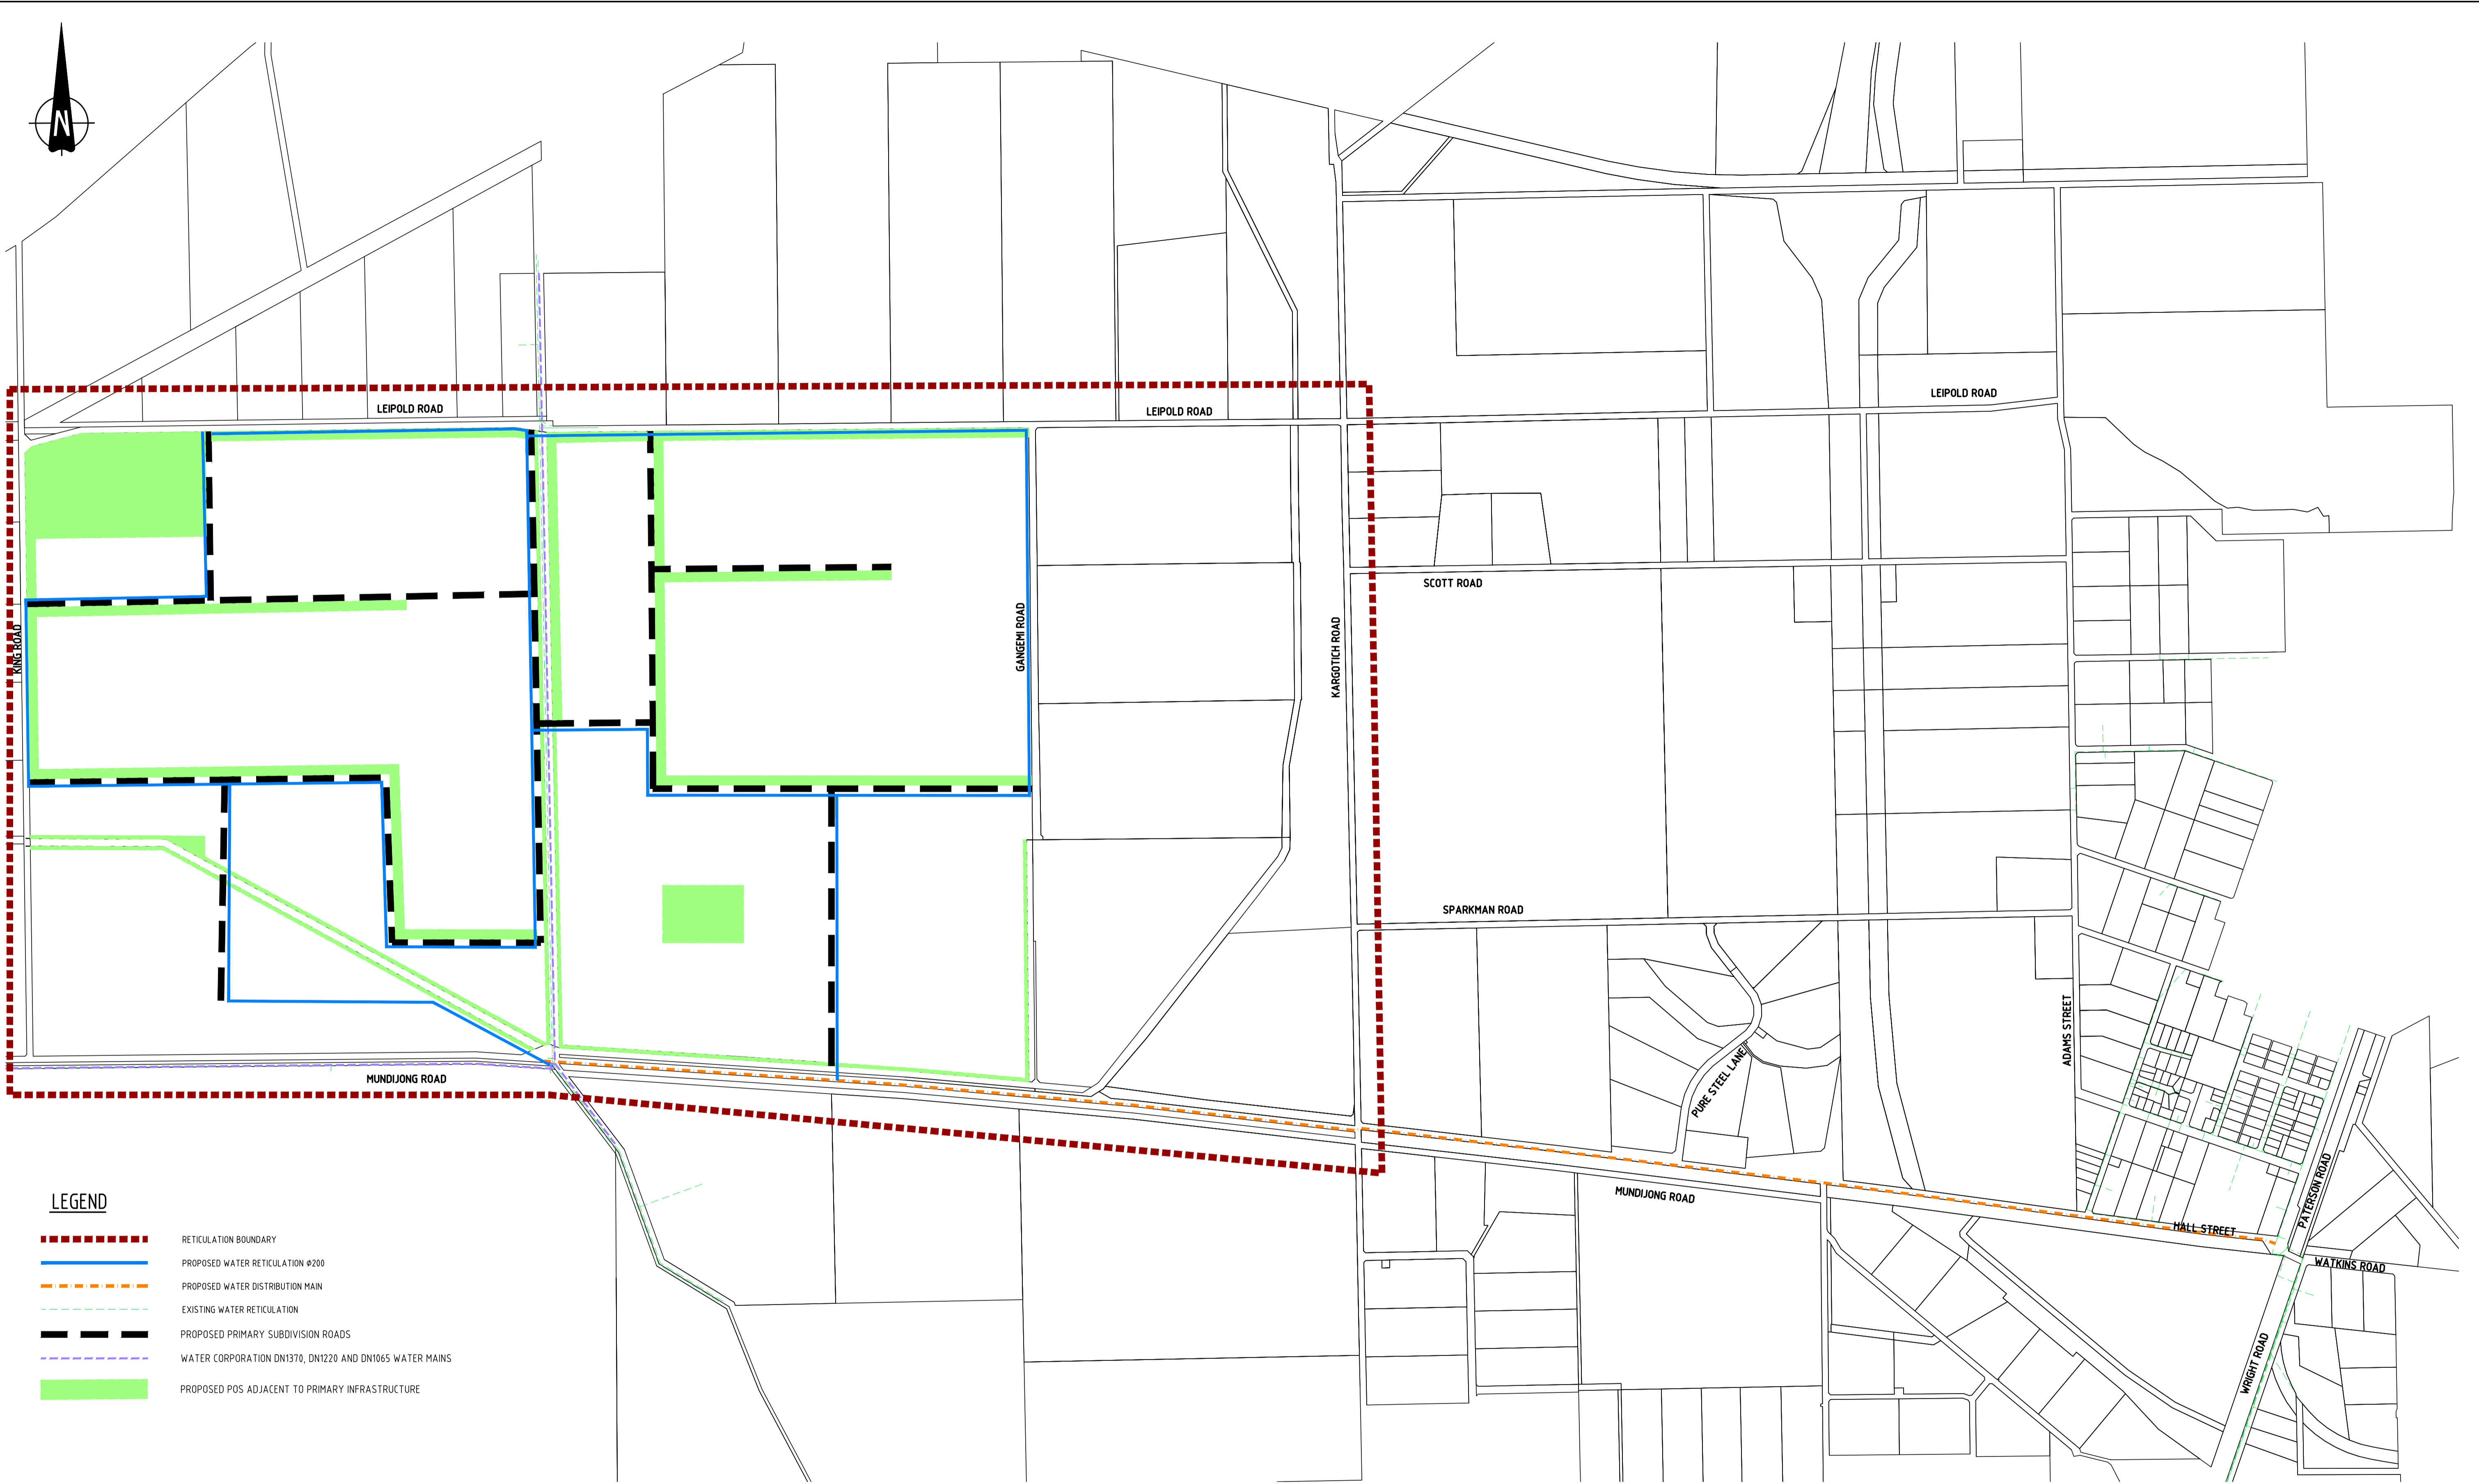 N
LEIPOLD ROAD
LEIPOLD ROAD
LEIPOLD ROAD
SCOTT ROAD
KING ROAD
GANGEMI ROAD
KARGOTICH ROAD
SPARKMAN ROAD
ADAMS STREET
PURE STEEL LANE
MUNDIJONG ROAD
MUNDIJONG ROAD
PATERSON ROAD
HALL STREET
WATKINS ROAD
WRIGHT ROAD
LEGEND
RETICULATION BOUNDARY
PROPOSED WATER RETICULATION Ø200
PROPOSED WATER DISTRIBUTION MAIN
EXISTING WATER RETICULATION
PROPOSED PRIMARY SUBDIVISION ROADS
WATER CORPORATION DN1370, DN1220 AND DN1065 WATER MAINS
PROPOSED POS ADJACENT TO PRIMARY INFRASTRUCTURE